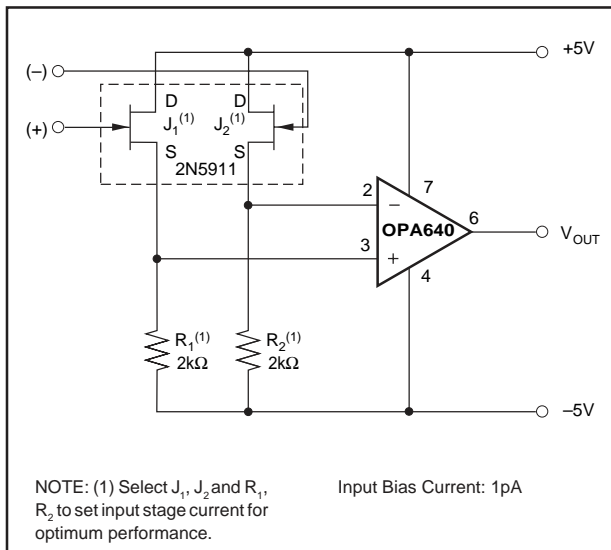 +5V
(–)
D D
(+)
J₁⁽¹⁾ J₂⁽¹⁾
S S
2N5911
2 – 7
OPA640 6 V_OUT
3 + 4
R₁⁽¹⁾ R₂⁽¹⁾
2kΩ 2kΩ
–5V
NOTE: (1) Select J₁, J₂ and R₁,
R₂ to set input stage current for
optimum performance.
Input Bias Current: 1pA